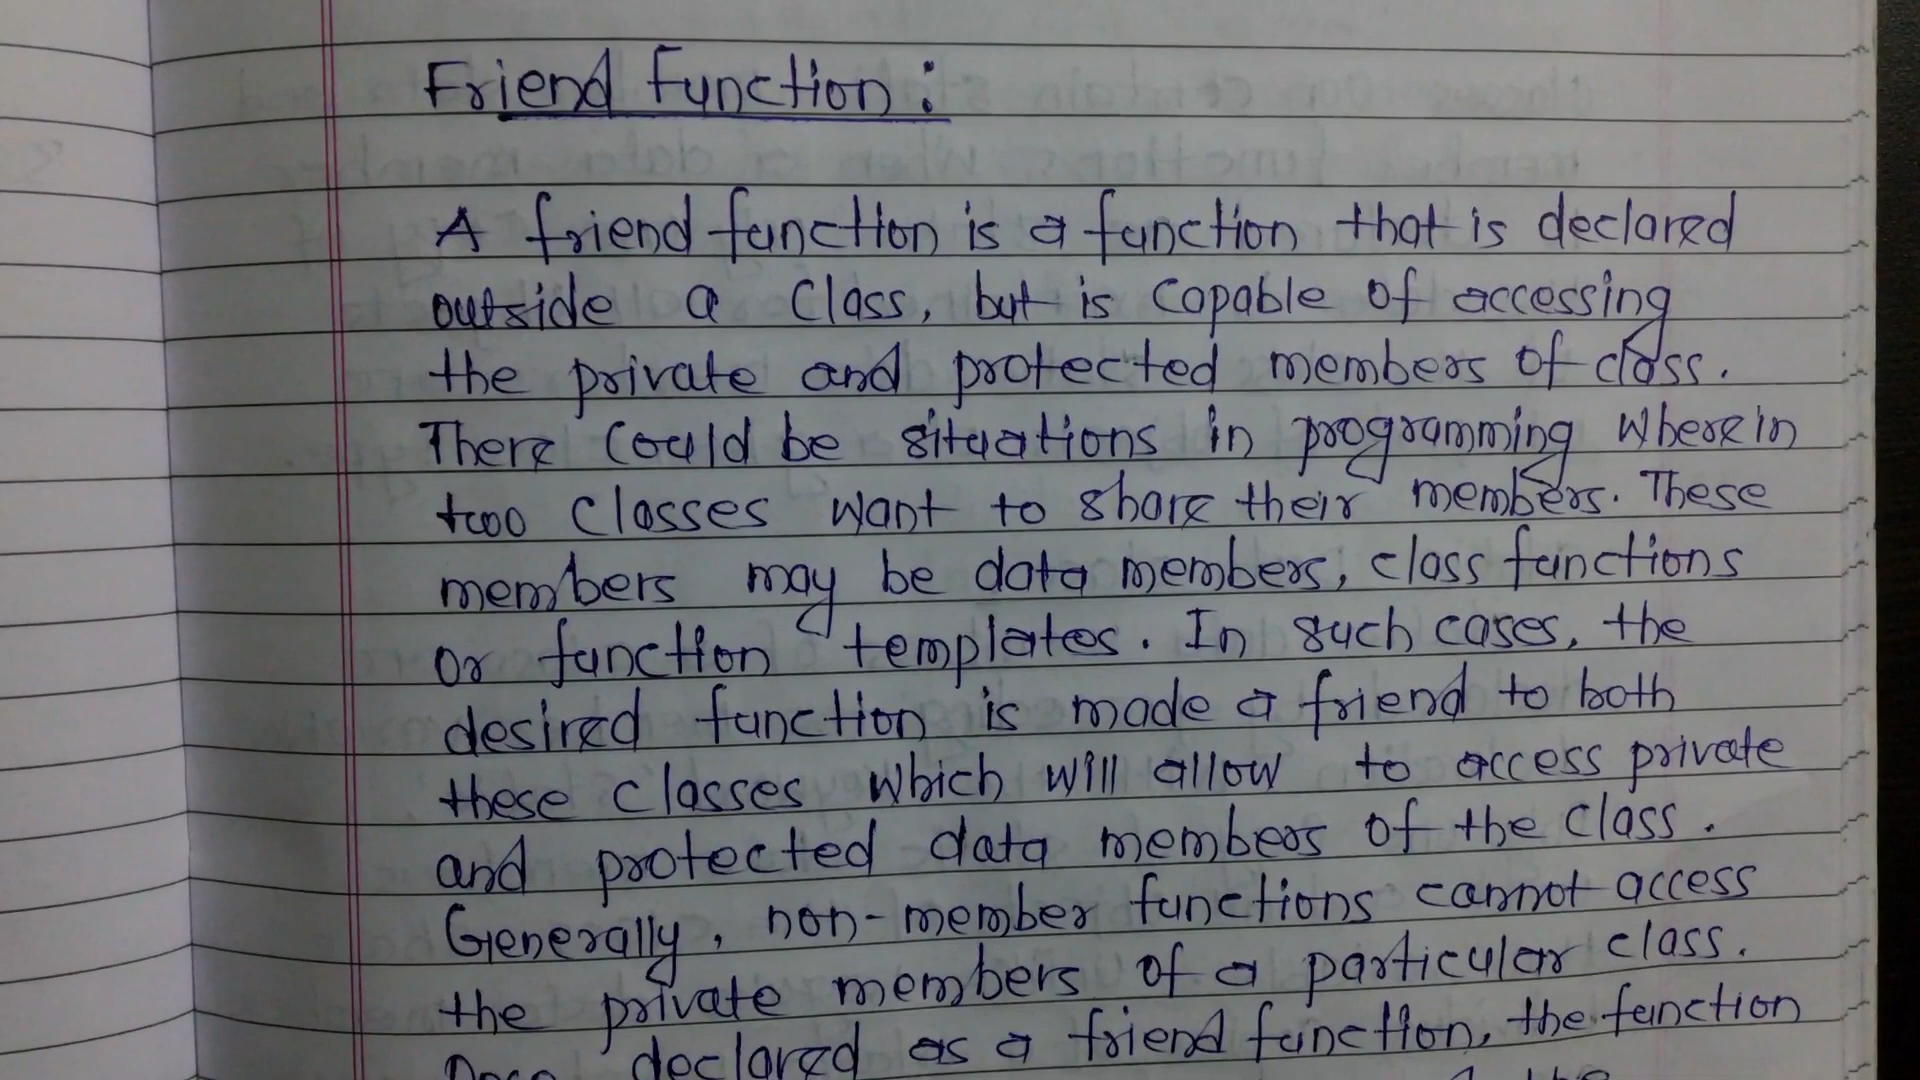 Friend Function :
A friend function is a function that is declared
outside a Class, but is Capable of accessing
the private and protected members of class.
There Could be situations in programming wherein
two Classes want to share their members. These
members may be data members, class functions
or function templates. In such cases, the
desired function is made a friend to both
these Classes which will allow to access private
and protected data members of the Class.
Generally, non-member functions cannot access
the private members of a particular class.
declared as a friend function, the function
the